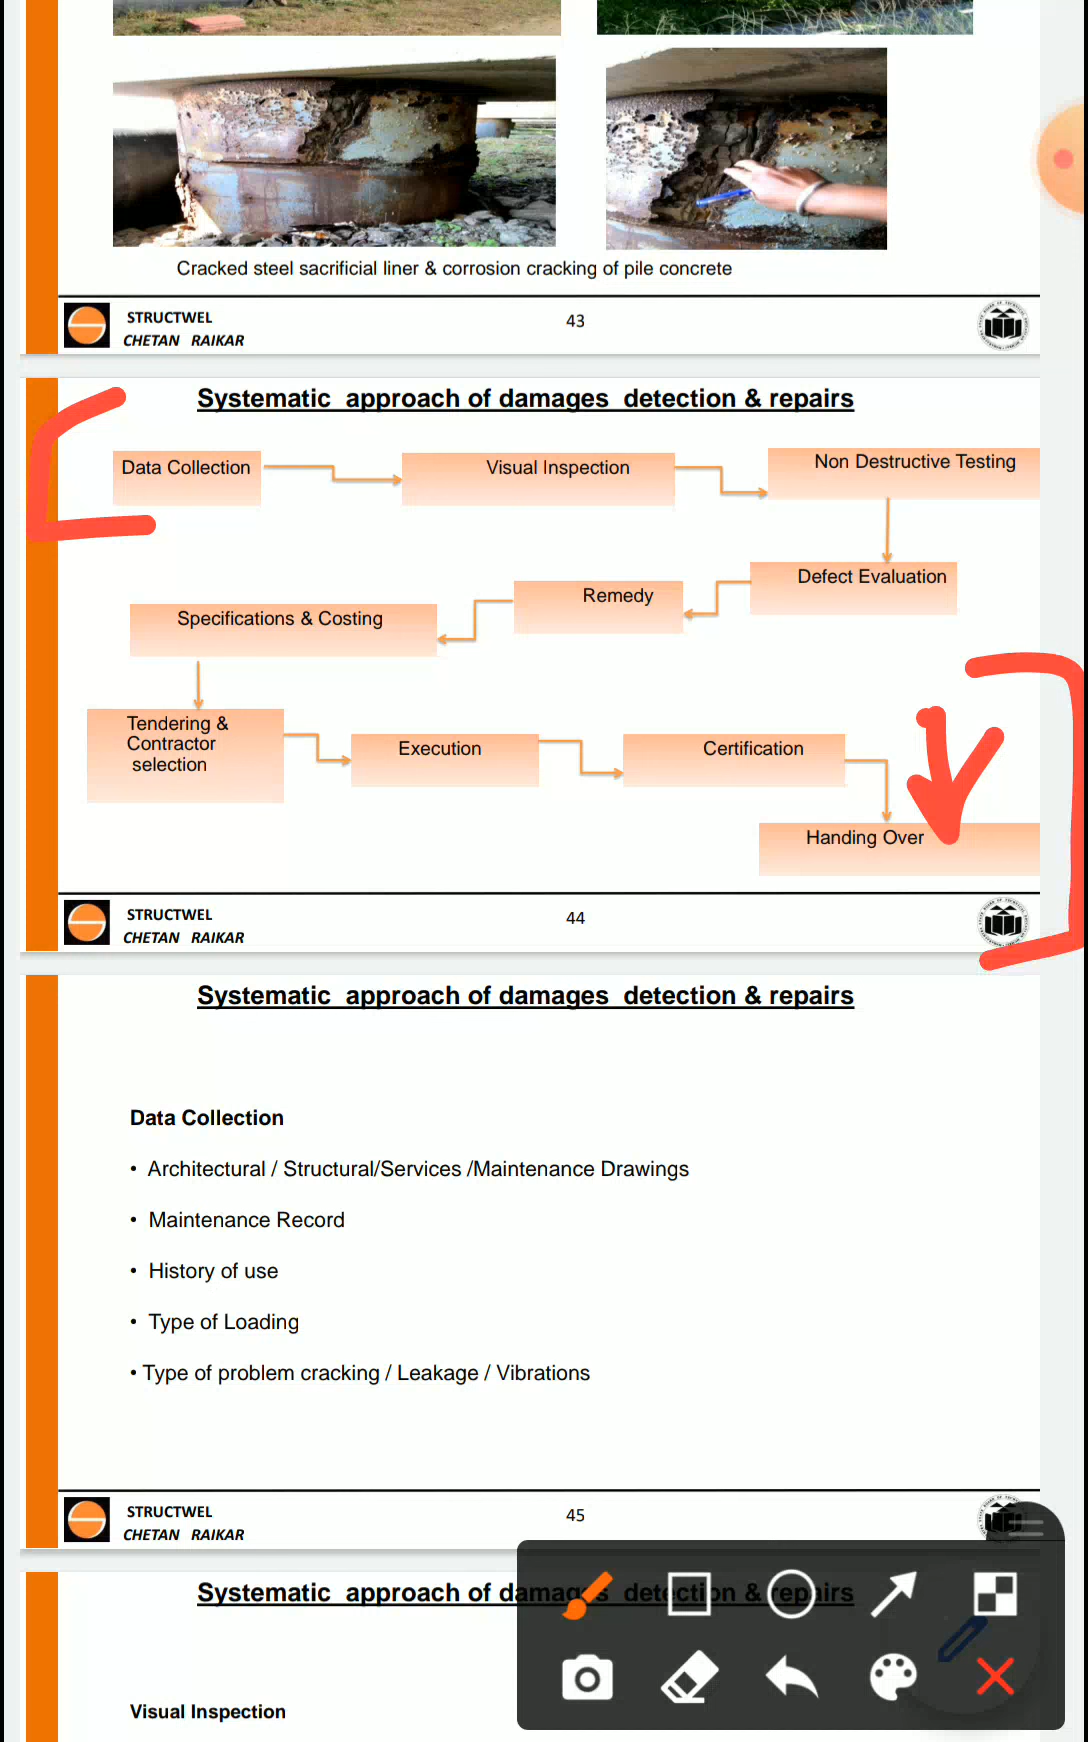 Cracked steel sacrificial liner & corrosion cracking of pile concrete
STRUCTWEL
CHETAN RAIKAR
43
Systematic approach of damages detection & repairs
Data Collection
Visual Inspection
Non Destructive Testing
Defect Evaluation
Remedy
Specifications & Costing
Tendering &
Contractor
selection
Execution
Certification
Handing Over
STRUCTWEL
CHETAN RAIKAR
44
Systematic approach of damages detection & repairs
Data Collection
• Architectural / Structural/Services /Maintenance Drawings
• Maintenance Record
• History of use
• Type of Loading
• Type of problem cracking / Leakage / Vibrations
STRUCTWEL
CHETAN RAIKAR
45
Systematic approach of damages detection & repairs
Visual Inspection